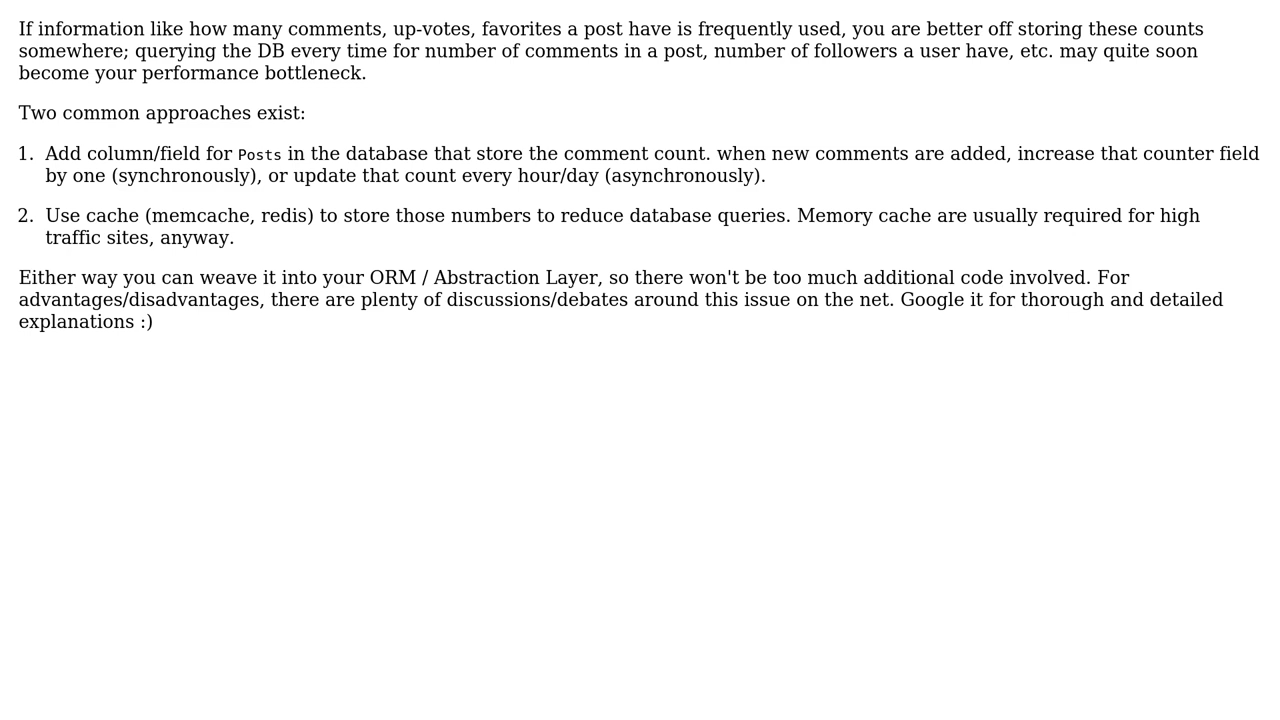 If information like how many comments, up-votes, favorites a post have is frequently used, you are better off storing these counts
somewhere; querying the DB every time for number of comments in a post, number of followers a user have, etc. may quite soon
become your performance bottleneck.
Two common approaches exist:
1. Add column/field for Posts in the database that store the comment count. when new comments are added, increase that counter field
by one (synchronously), or update that count every hour/day (asynchronously).
2. Use cache (memcache, redis) to store those numbers to reduce database queries. Memory cache are usually required for high
traffic sites, anyway.
Either way you can weave it into your ORM / Abstraction Layer, so there won't be too much additional code involved. For
advantages/disadvantages, there are plenty of discussions/debates around this issue on the net. Google it for thorough and detailed
explanations :)